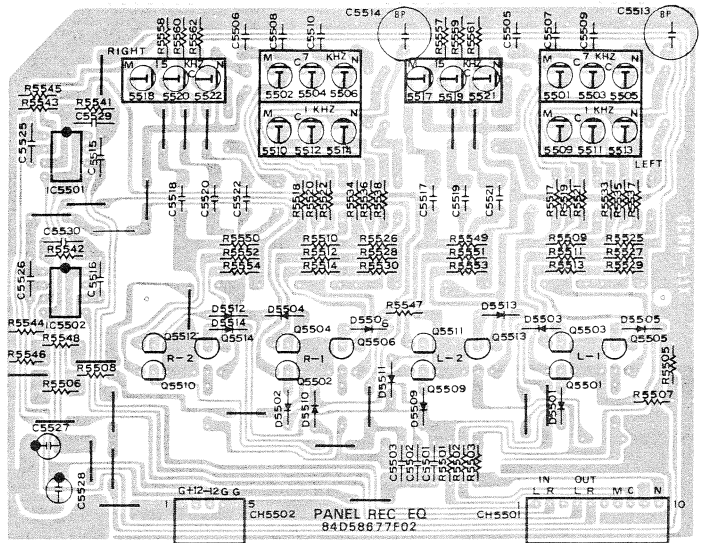 C5514 BP
C5513 BP
R5558 R5560 R5562 C5506 C5508 C5510
R5557 R5559 R5561 C5505 C5507 C5509
RIGHT
M 15 KHZ C N
5518 5520 5522
M C 7 KHZ N
5502 5504 5506
M C 1 KHZ N
5510 5512 5514
M 15 KHZ C N
5517 5519 5521
M C 7 KHZ N
5501 5503 5505
M C 1 KHZ N
5509 5511 5513
LEFT
R5545
R5543 R5541
C5529
C5525 C5515
IC5501
C5518 C5520 C5522
C5517 C5519 C5521
R5518
R5534 R5536 R5538
R5517 R5519
R5533 R5535
C5530
R5542
C5526 C5516
IC5502
R5550 R5510 R5526 R5549 R5509 R5525
R5552 R5512 R5528 R5551 R5511 R5527
R5554 R5514 R5530 R5553 R5513 R5529
D5512 D5504 R5547 D5513
D5514 D5506 D5503 D5505
R5544 Q5512 Q5514 Q5504 Q5506 Q5511 Q5513 Q5503 Q5505
R5548
R5546 R-2 R-1 L-2 L-1
R5508 R5505
R5506 Q5510 Q5502 D5511 Q5509 Q5501 R5507
D5502 D5510 D5509 D5501
C5527
C5528
C5503 C5502 C5501 R5501 R5502 R5503
G+12-12G G
1 5
CH5502
PANEL REC EQ
84D58677F02
CH5501
IN OUT
L R L R M C N
10